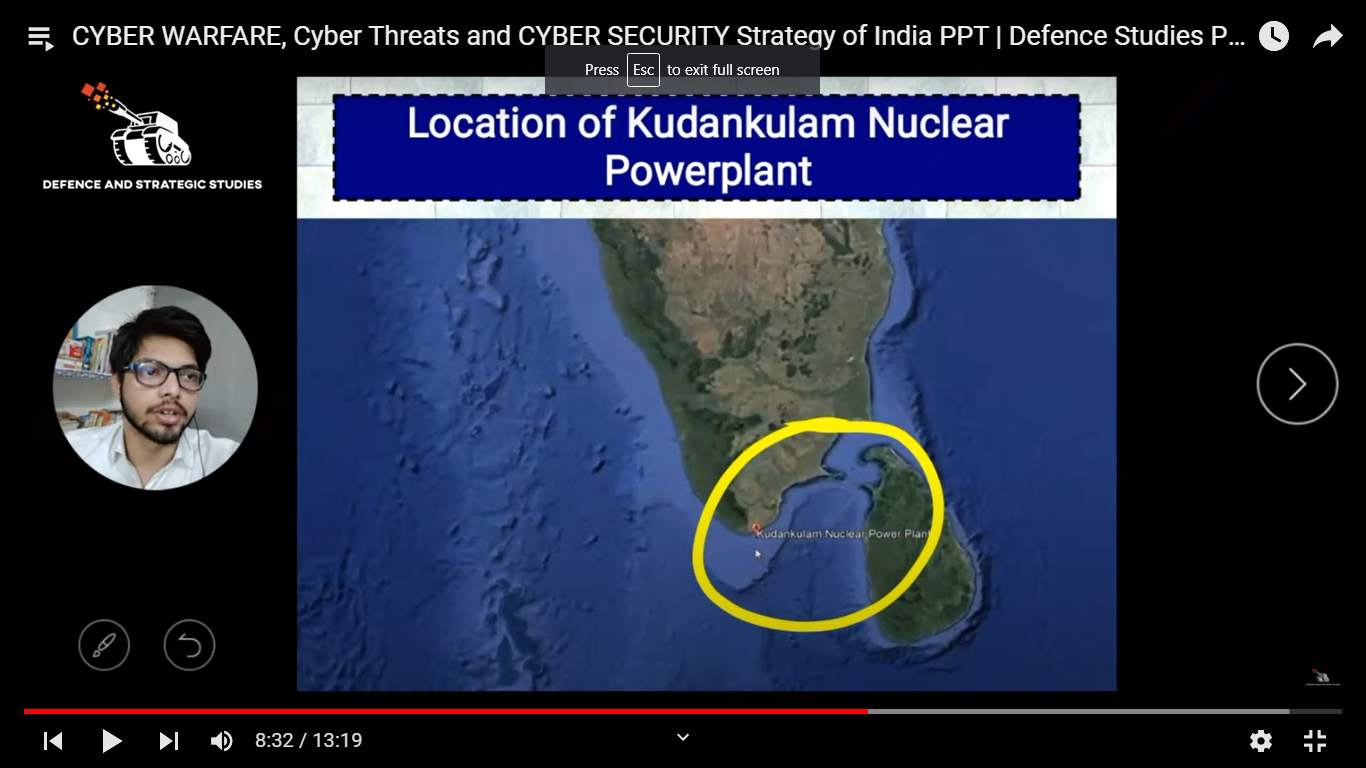 CYBER WARFARE, Cyber Threats and CYBER SECURITY Strategy of India PPT | Defence Studies P...
Press Esc to exit full screen
DEFENCE AND STRATEGIC STUDIES
Location of Kudankulam Nuclear
Powerplant
Kudankulam Nuclear Power Plant
8:32 / 13:19